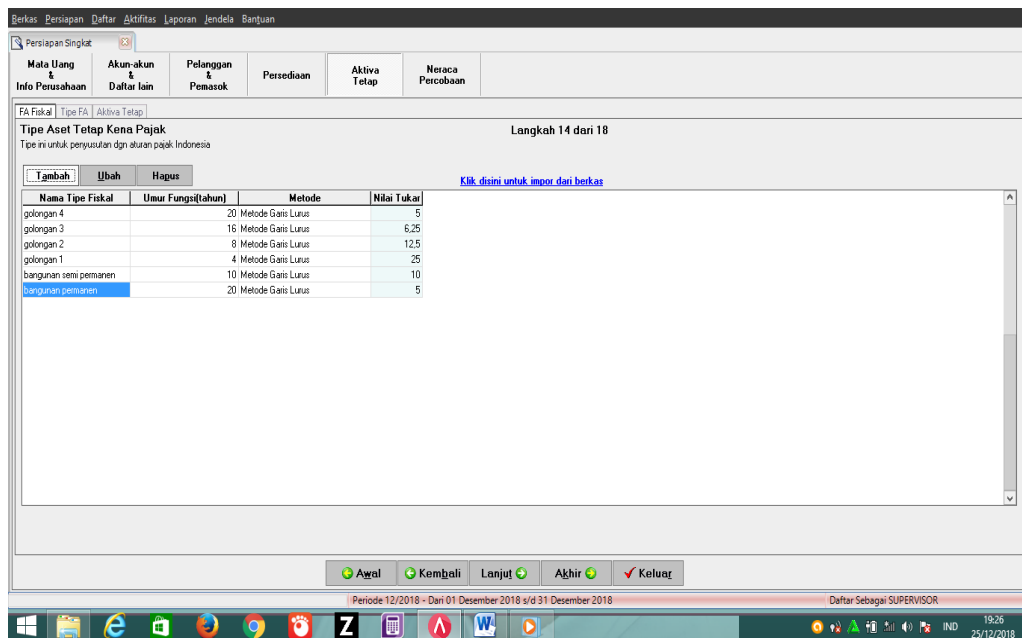 Berkas Persiapan Daftar Aktifitas Laporan Jendela Bantuan
Persiapan Singkat
Mata Uang
&
Info Perusahaan
Akun-akun
&
Daftar lain
Pelanggan
&
Pemasok
Persediaan
Aktiva
Tetap
Neraca
Percobaan
FA Fiskal Tipe FA Aktiva Tetap
Tipe Aset Tetap Kena Pajak
Langkah 14 dari 18
Tipe ini untuk penyusutan dgn aturan pajak Indonesia
Tambah Ubah Hapus
Klik disini untuk impor dari berkas
Nama Tipe Fiskal Umur Fungsi(tahun) Metode Nilai Tukar
golongan 4 20 Metode Garis Lurus 5
golongan 3 16 Metode Garis Lurus 6,25
golongan 2 8 Metode Garis Lurus 12,5
golongan 1 4 Metode Garis Lurus 25
bangunan semi permanen 10 Metode Garis Lurus 10
bangunan permanen 20 Metode Garis Lurus 5
Awal Kembali Lanjut Akhir Keluar
Periode 12/2018 - Dari 01 Desember 2018 s/d 31 Desember 2018
Daftar Sebagai SUPERVISOR
Z
W
IND
19:26
25/12/2018